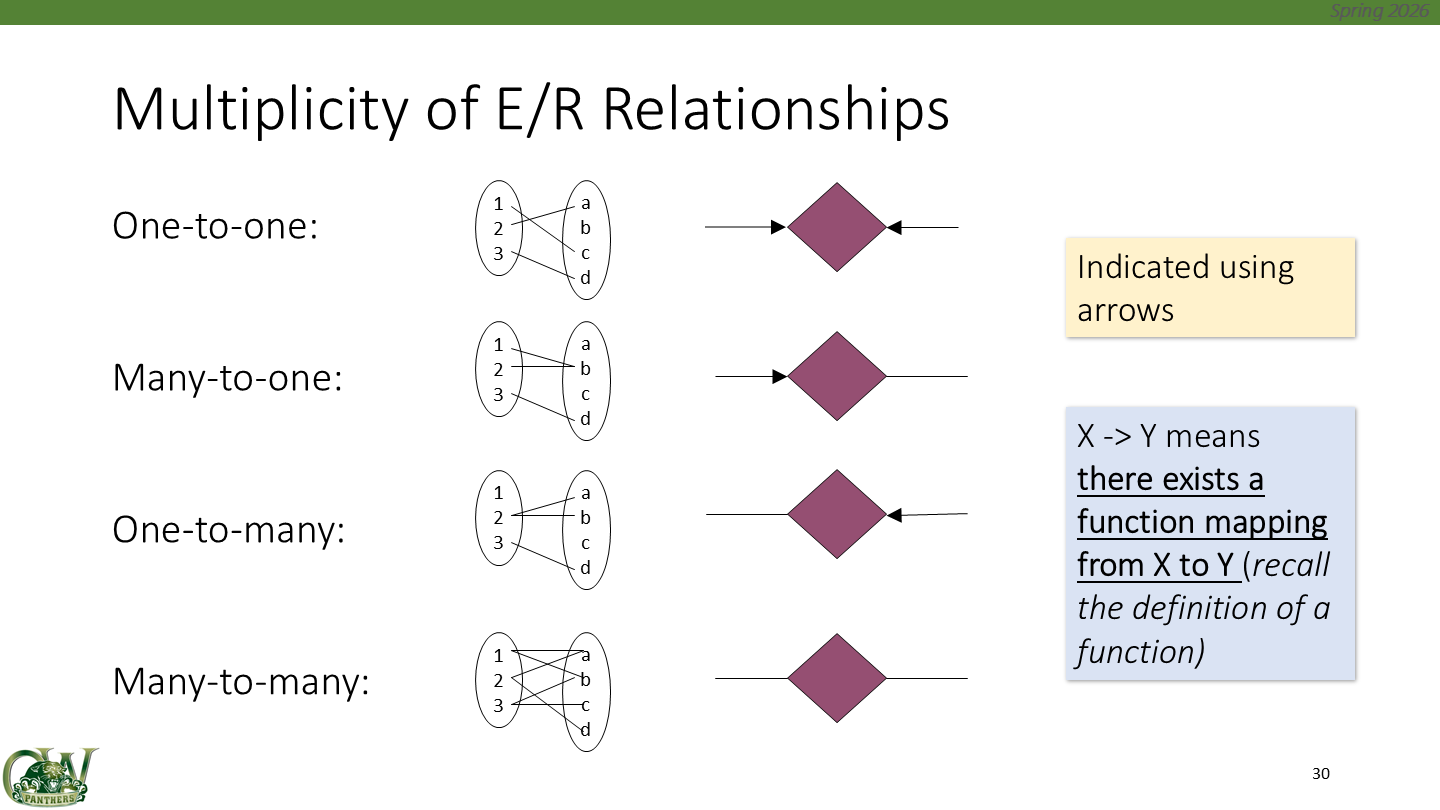 Spring 2026
Multiplicity of E/R Relationships
One-to-one:
1
2
3
a
b
c
d
Many-to-one:
1
2
3
a
b
c
d
One-to-many:
1
2
3
a
b
c
d
Many-to-many:
1
2
3
a
b
c
d
Indicated using
arrows
X -> Y means
there exists a
function mapping
from X to Y (recall
the definition of a
function)
OW
PANTHERS
30